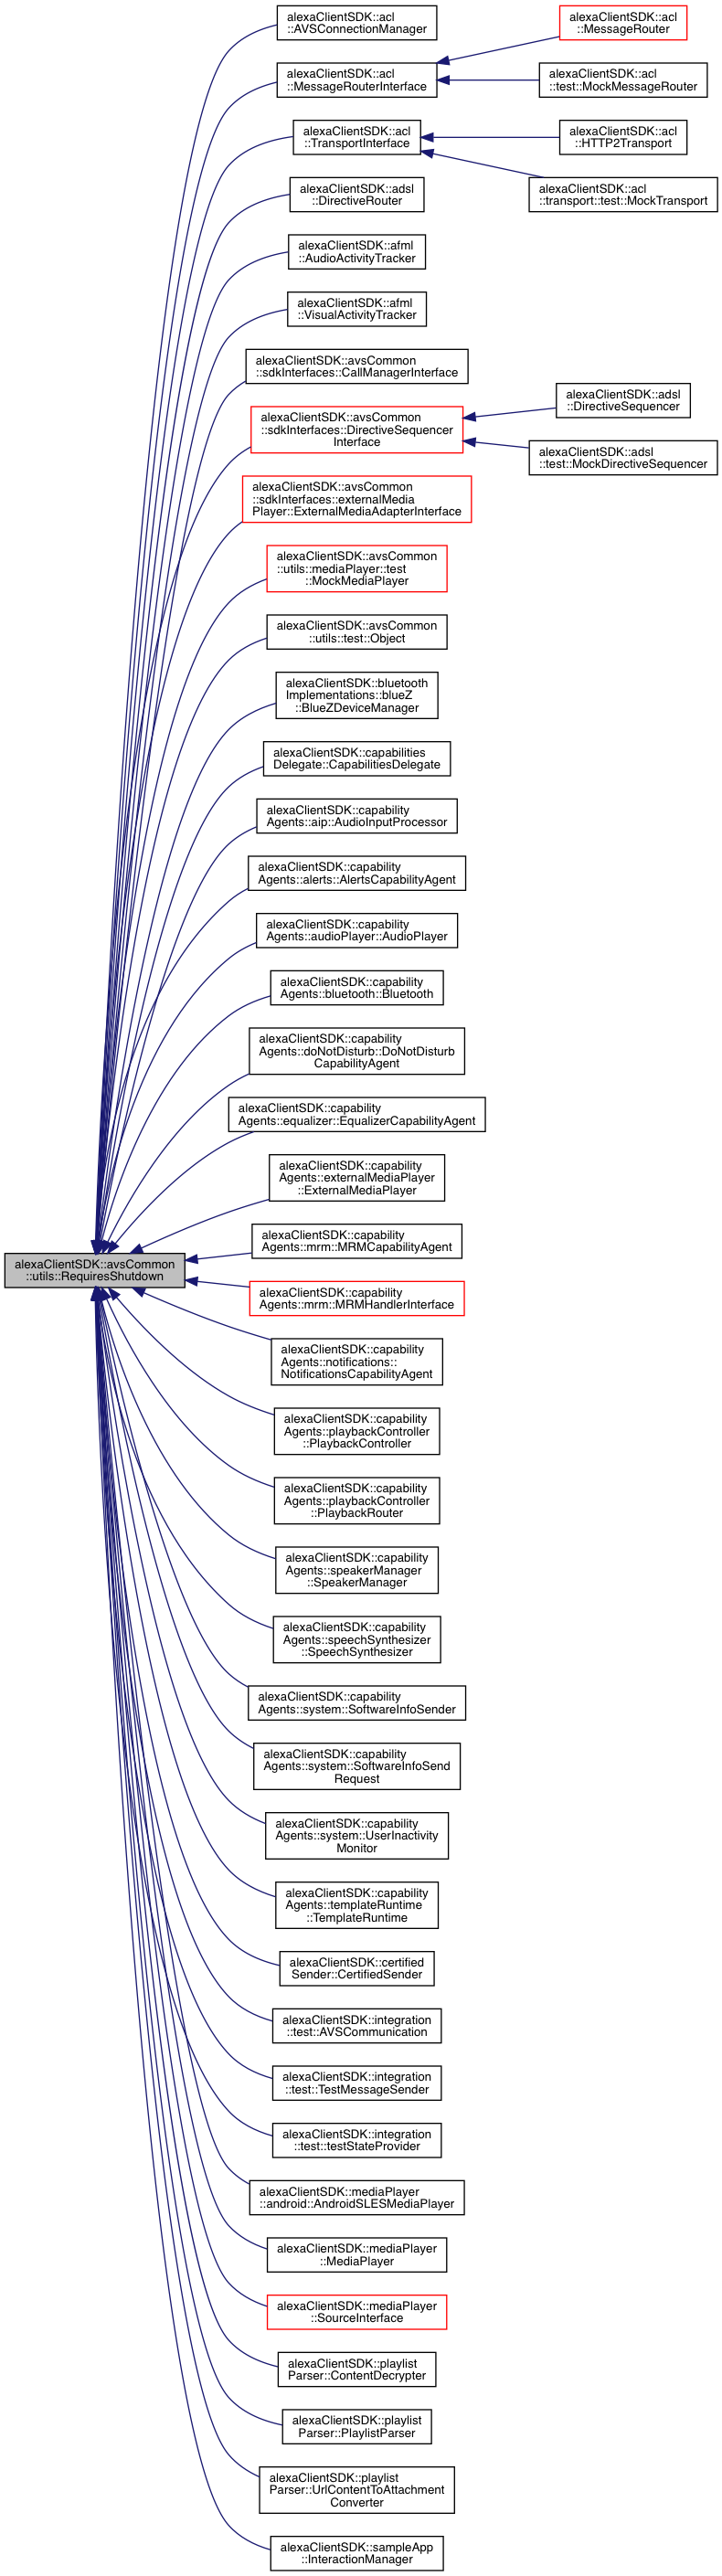 alexaClientSDK::acl
::AVSConnectionManager
alexaClientSDK::acl
::MessageRouter
alexaClientSDK::acl
::MessageRouterInterface
alexaClientSDK::acl
::test::MockMessageRouter
alexaClientSDK::acl
::TransportInterface
alexaClientSDK::acl
::HTTP2Transport
alexaClientSDK::acl
::transport::test::MockTransport
alexaClientSDK::adsl
::DirectiveRouter
alexaClientSDK::afml
::AudioActivityTracker
alexaClientSDK::afml
::VisualActivityTracker
alexaClientSDK::avsCommon
::sdkInterfaces::CallManagerInterface
alexaClientSDK::avsCommon
::sdkInterfaces::DirectiveSequencer
Interface
alexaClientSDK::adsl
::DirectiveSequencer
alexaClientSDK::adsl
::test::MockDirectiveSequencer
alexaClientSDK::avsCommon
::sdkInterfaces::externalMedia
Player::ExternalMediaAdapterInterface
alexaClientSDK::avsCommon
::utils::mediaPlayer::test
::MockMediaPlayer
alexaClientSDK::avsCommon
::utils::test::Object
alexaClientSDK::bluetooth
Implementations::blueZ
::BlueZDeviceManager
alexaClientSDK::capabilities
Delegate::CapabilitiesDelegate
alexaClientSDK::capability
Agents::aip::AudioInputProcessor
alexaClientSDK::capability
Agents::alerts::AlertsCapabilityAgent
alexaClientSDK::capability
Agents::audioPlayer::AudioPlayer
alexaClientSDK::capability
Agents::bluetooth::Bluetooth
alexaClientSDK::capability
Agents::doNotDisturb::DoNotDisturb
CapabilityAgent
alexaClientSDK::capability
Agents::equalizer::EqualizerCapabilityAgent
alexaClientSDK::capability
Agents::externalMediaPlayer
::ExternalMediaPlayer
alexaClientSDK::capability
Agents::mrm::MRMCapabilityAgent
alexaClientSDK::avsCommon
::utils::RequiresShutdown
alexaClientSDK::capability
Agents::mrm::MRMHandlerInterface
alexaClientSDK::capability
Agents::notifications::
NotificationsCapabilityAgent
alexaClientSDK::capability
Agents::playbackController
::PlaybackController
alexaClientSDK::capability
Agents::playbackController
::PlaybackRouter
alexaClientSDK::capability
Agents::speakerManager
::SpeakerManager
alexaClientSDK::capability
Agents::speechSynthesizer
::SpeechSynthesizer
alexaClientSDK::capability
Agents::system::SoftwareInfoSender
alexaClientSDK::capability
Agents::system::SoftwareInfoSend
Request
alexaClientSDK::capability
Agents::system::UserInactivity
Monitor
alexaClientSDK::capability
Agents::templateRuntime
::TemplateRuntime
alexaClientSDK::certified
Sender::CertifiedSender
alexaClientSDK::integration
::test::AVSCommunication
alexaClientSDK::integration
::test::TestMessageSender
alexaClientSDK::integration
::test::testStateProvider
alexaClientSDK::mediaPlayer
::android::AndroidSLESMediaPlayer
alexaClientSDK::mediaPlayer
::MediaPlayer
alexaClientSDK::mediaPlayer
::SourceInterface
alexaClientSDK::playlist
Parser::ContentDecrypter
alexaClientSDK::playlist
Parser::PlaylistParser
alexaClientSDK::playlist
Parser::UrlContentToAttachment
Converter
alexaClientSDK::sampleApp
::InteractionManager